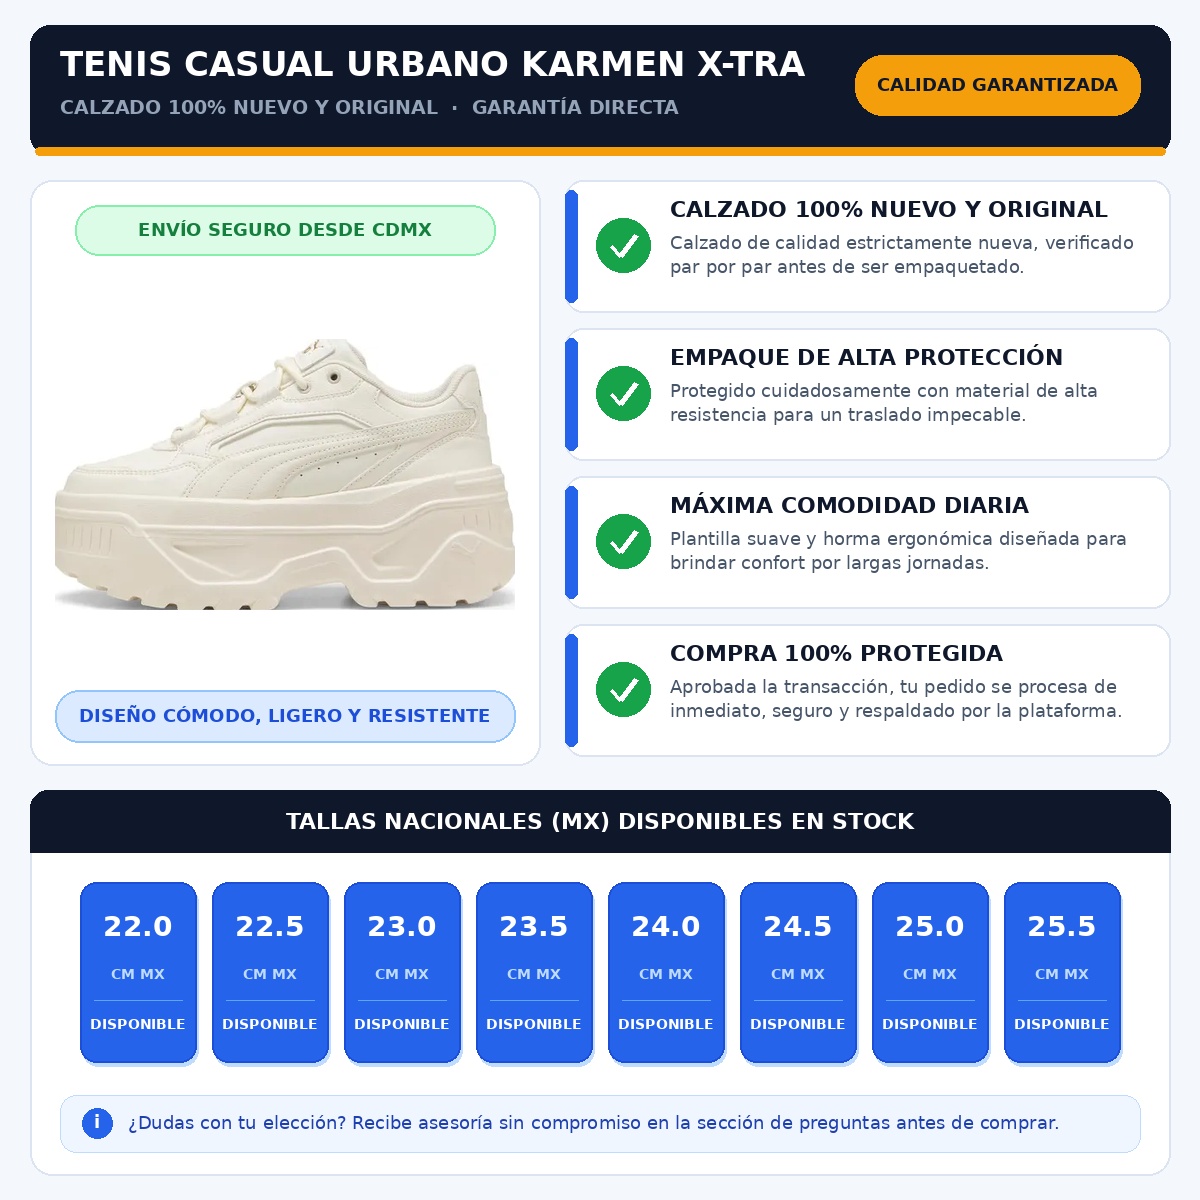 TENIS CASUAL URBANO KARMEN X-TRA
CALZADO 100% NUEVO Y ORIGINAL · GARANTÍA DIRECTA
CALIDAD GARANTIZADA
ENVÍO SEGURO DESDE CDMX
DISEÑO CÓMODO, LIGERO Y RESISTENTE
CALZADO 100% NUEVO Y ORIGINAL
Calzado de calidad estrictamente nueva, verificado
par por par antes de ser empaquetado.
EMPAQUE DE ALTA PROTECCIÓN
Protegido cuidadosamente con material de alta
resistencia para un traslado impecable.
MÁXIMA COMODIDAD DIARIA
Plantilla suave y horma ergonómica diseñada para
brindar confort por largas jornadas.
COMPRA 100% PROTEGIDA
Aprobada la transacción, tu pedido se procesa de
inmediato, seguro y respaldado por la plataforma.
TALLAS NACIONALES (MX) DISPONIBLES EN STOCK
22.0 22.5 23.0 23.5 24.0 24.5 25.0 25.5
CM MX CM MX CM MX CM MX CM MX CM MX CM MX CM MX
DISPONIBLE DISPONIBLE DISPONIBLE DISPONIBLE DISPONIBLE DISPONIBLE DISPONIBLE DISPONIBLE
i ¿Dudas con tu elección? Recibe asesoría sin compromiso en la sección de preguntas antes de comprar.